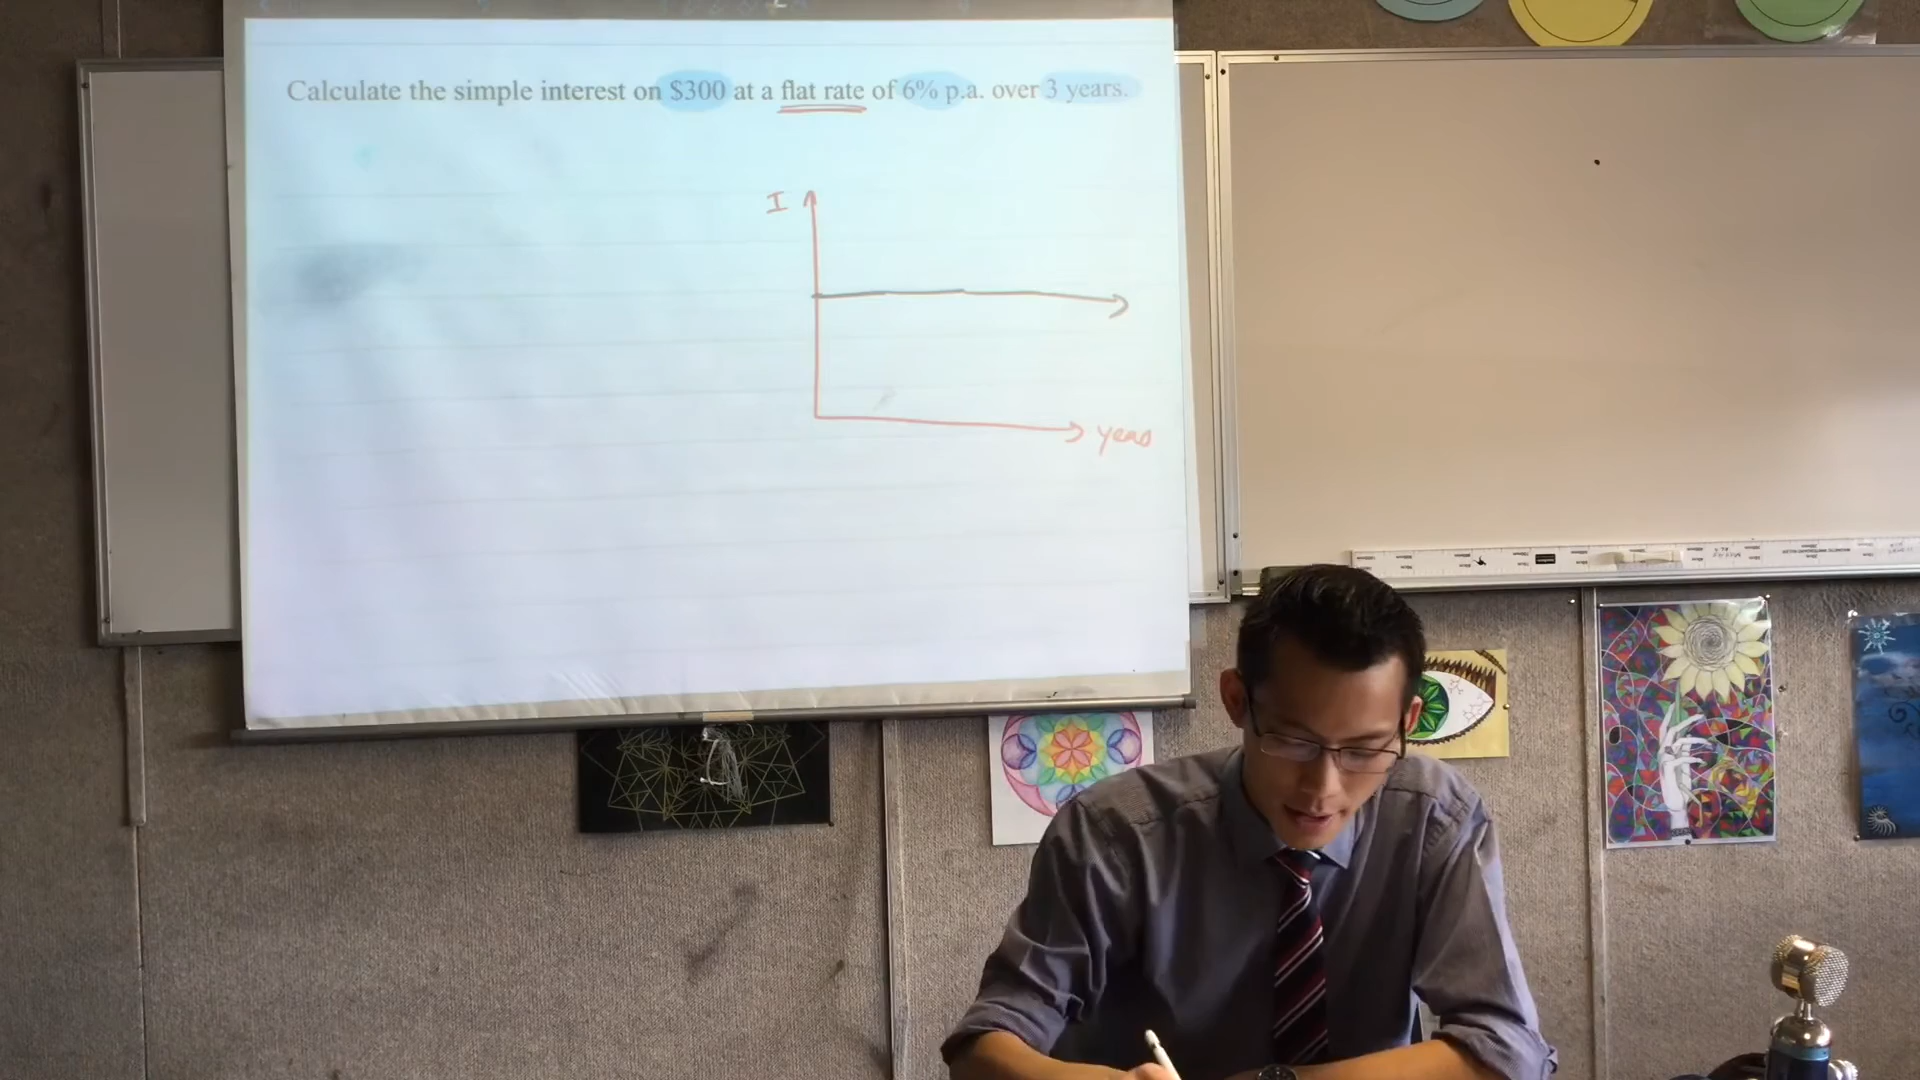 Calculate the simple interest on $300 at a flat rate of 6% p.a. over 3 years.
I
years